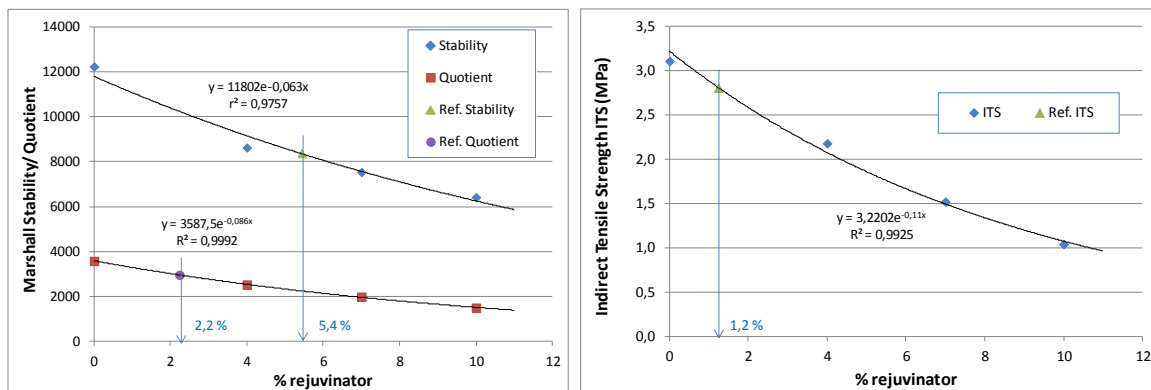 14000
12000
10000
8000
6000
4000
2000
0
Marshall Stability/ Quotient
Stability
Quotient
Ref. Stability
Ref. Quotient
y = 11802e-0,063x
r² = 0,9757
y = 3587,5e-0,086x
R² = 0,9992
2,2 %
5,4 %
0 2 4 6 8 10 12
% rejuvinator
3,5
3,0
2,5
2,0
1,5
1,0
0,5
0,0
Indirect Tensile Strength ITS (MPa)
ITS
Ref. ITS
y = 3,2202e-0,11x
R² = 0,9925
1,2 %
0 2 4 6 8 10 12
% rejuvinator